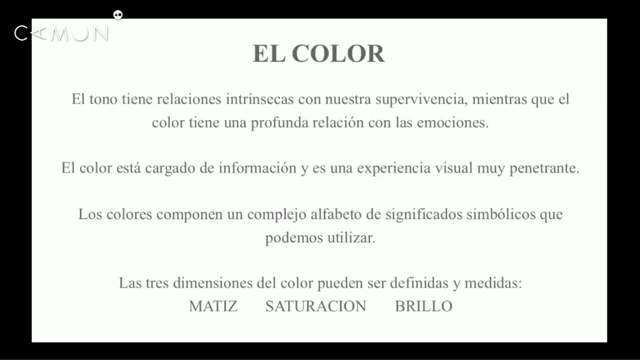 CAMON
EL COLOR
El tono tiene relaciones intrínsecas con nuestra supervivencia, mientras que el
color tiene una profunda relación con las emociones.
El color está cargado de información y es una experiencia visual muy penetrante.
Los colores componen un complejo alfabeto de significados simbólicos que
podemos utilizar.
Las tres dimensiones del color pueden ser definidas y medidas:
MATIZ SATURACION BRILLO